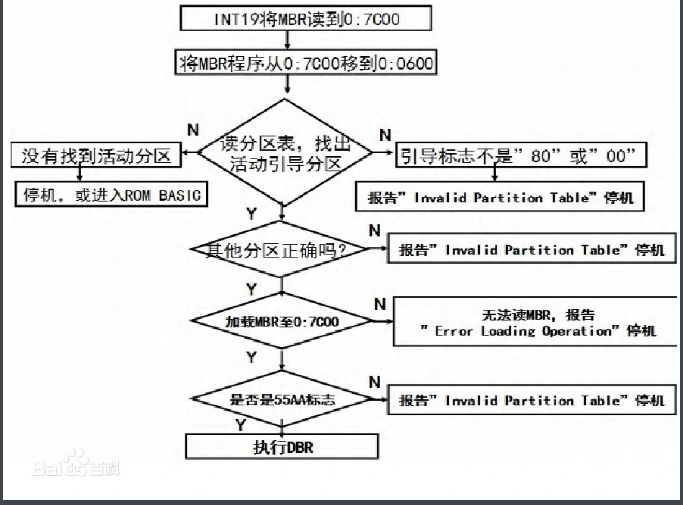 INT19将MBR读到0:7C00
将MBR程序从0:7C00移到0:0600
N
读分区表，找出
活动引导分区
N
没有找到活动分区
引导标志不是”80”或”00”
停机，或进入ROM BASIC
报告”Invalid Partition Table”停机
Y
其他分区正确吗?
N
报告”Invalid Partition Table”停机
Y
加载MBR至0:7C00
N
无法读MBR，报告
”Error Loading Operation”停机
Y
是否是55AA标志
N
报告”Invalid Partition Table”停机
Y
执行DBR
Baidu百科